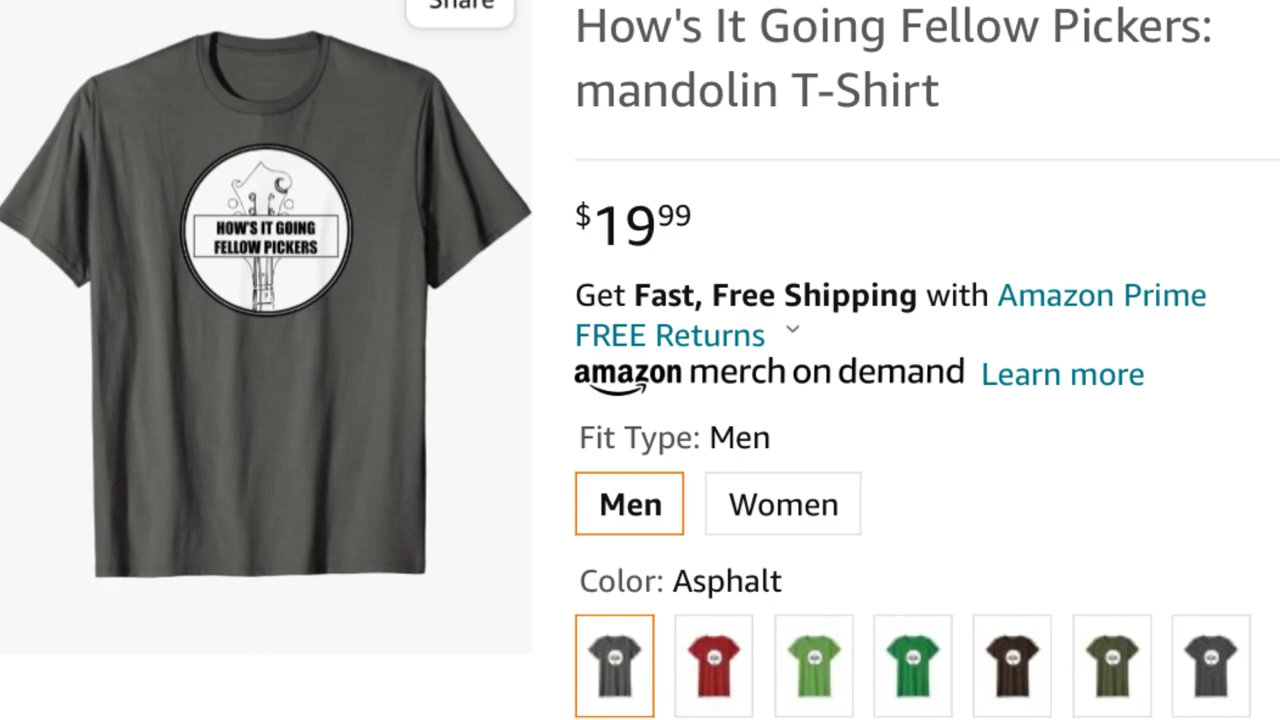 Share
HOW'S IT GOING
FELLOW PICKERS
How's It Going Fellow Pickers:
mandolin T-Shirt
$19.99
Get Fast, Free Shipping with Amazon Prime
FREE Returns
amazon merch on demand Learn more
Fit Type: Men
Men Women
Color: Asphalt